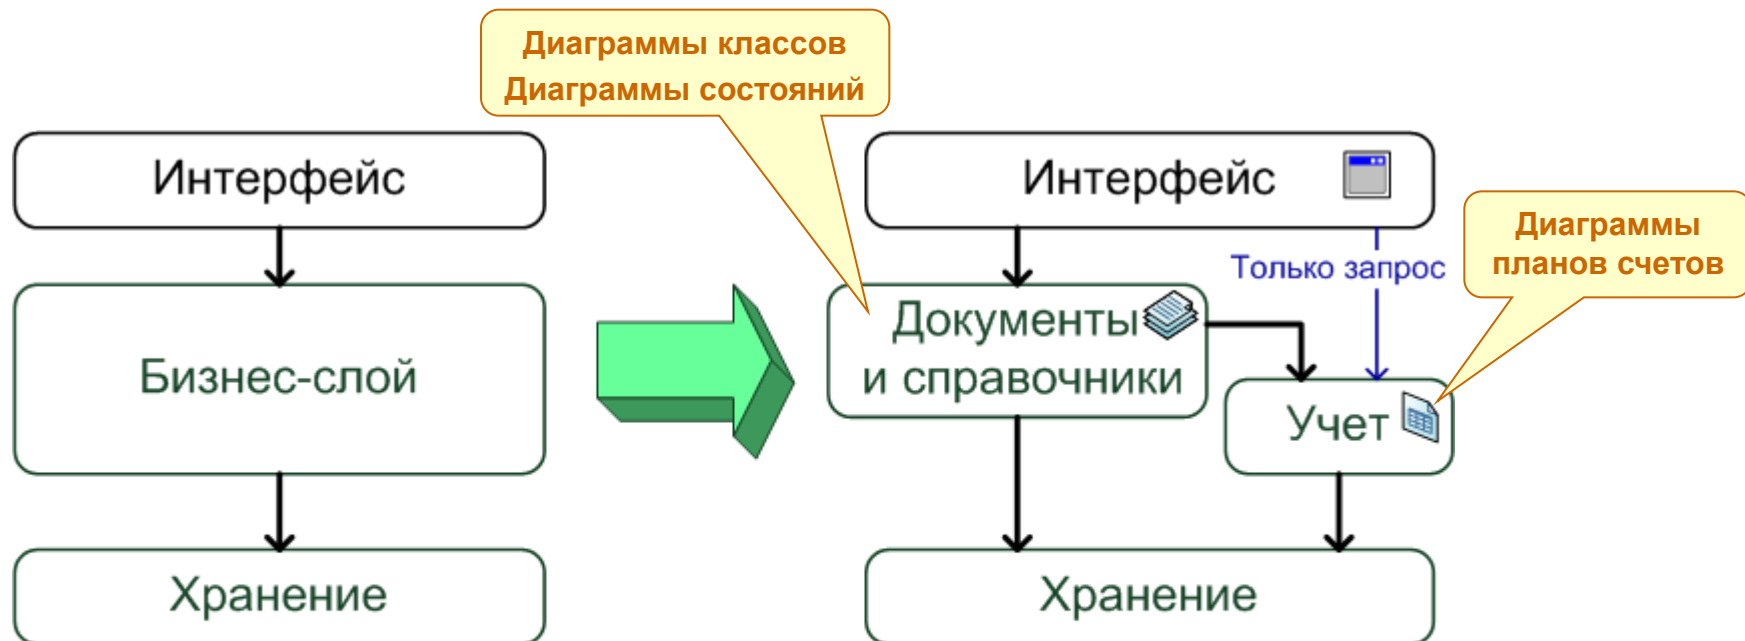 Диаграммы классов
Диаграммы состояний
Интерфейс
Бизнес-слой
Хранение
Интерфейс
Только запрос
Диаграммы
планов счетов
Документы
и справочники
Учет
Хранение